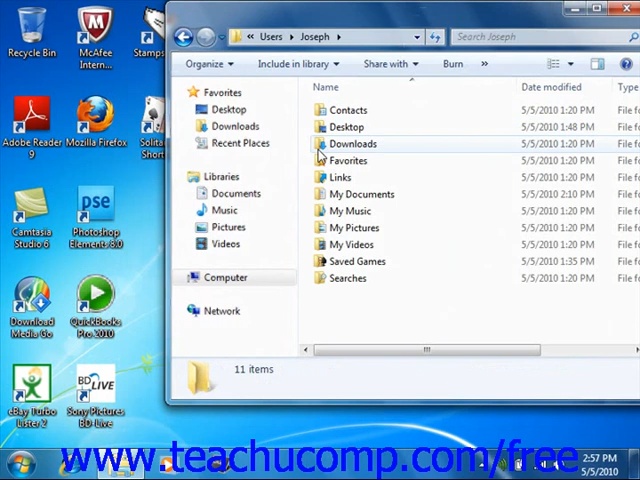 Recycle Bin
McAfee Intern...
Stamps
Adobe Reader 9
Mozilla Firefox
Solita Short
Camtasia Studio 6
Photoshop Elements 8.0
Download Media Go
QuickBooks Pro 2010
eBay Turbo Lister 2
Sony Pictures BD-Live
« Users Joseph
Search Joseph
Organize Include in library Share with Burn »
Favorites
Desktop
Downloads
Recent Places
Libraries
Documents
Music
Pictures
Videos
Computer
Network
Name Date modified Type
Contacts 5/5/2010 1:20 PM File fo
Desktop 5/5/2010 1:48 PM File fo
Downloads 5/5/2010 1:20 PM File fo
Favorites 5/5/2010 1:20 PM File fo
Links 5/5/2010 1:20 PM File fo
My Documents 5/5/2010 2:10 PM File fo
My Music 5/5/2010 1:20 PM File fo
My Pictures 5/5/2010 1:20 PM File fo
My Videos 5/5/2010 1:20 PM File fo
Saved Games 5/5/2010 1:35 PM File fo
Searches 5/5/2010 1:20 PM File fo
11 items
www.teachucomp.com/free
2:57 PM
5/5/2010